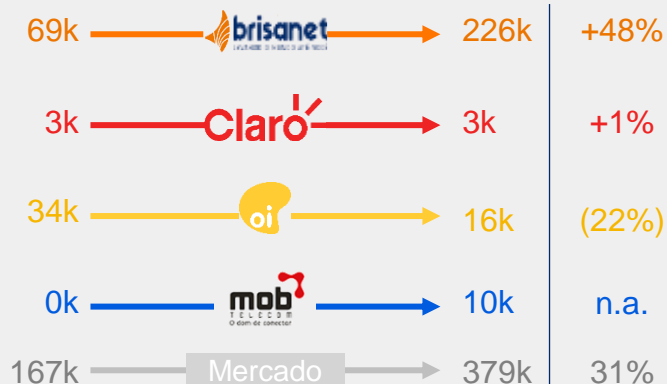 69k brisanet 226k +48%
3k Claro 3k +1%
34k oi 16k (22%)
0k mob 10k n.a.
TELECOM
O dom de conectar
167k Mercado 379k 31%